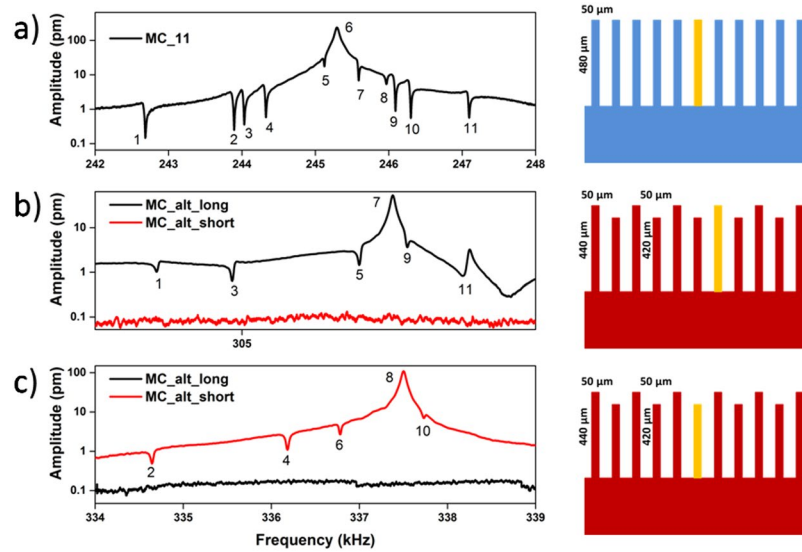 a)
Amplitude (pm)
100
10
1
0.1
MC_11
1
2
3
4
5
6
7
8
9
10
11
242
243
244
245
246
247
248
50 µm
480 µm
b)
Amplitude (pm)
10
1
0.1
MC_alt_long
MC_alt_short
1
3
5
7
9
11
305
50 µm
50 µm
440 µm
420 µm
c)
Amplitude (pm)
100
10
1
0.1
MC_alt_long
MC_alt_short
2
4
6
8
10
334
335
336
337
338
339
Frequency (kHz)
50 µm
50 µm
440 µm
420 µm